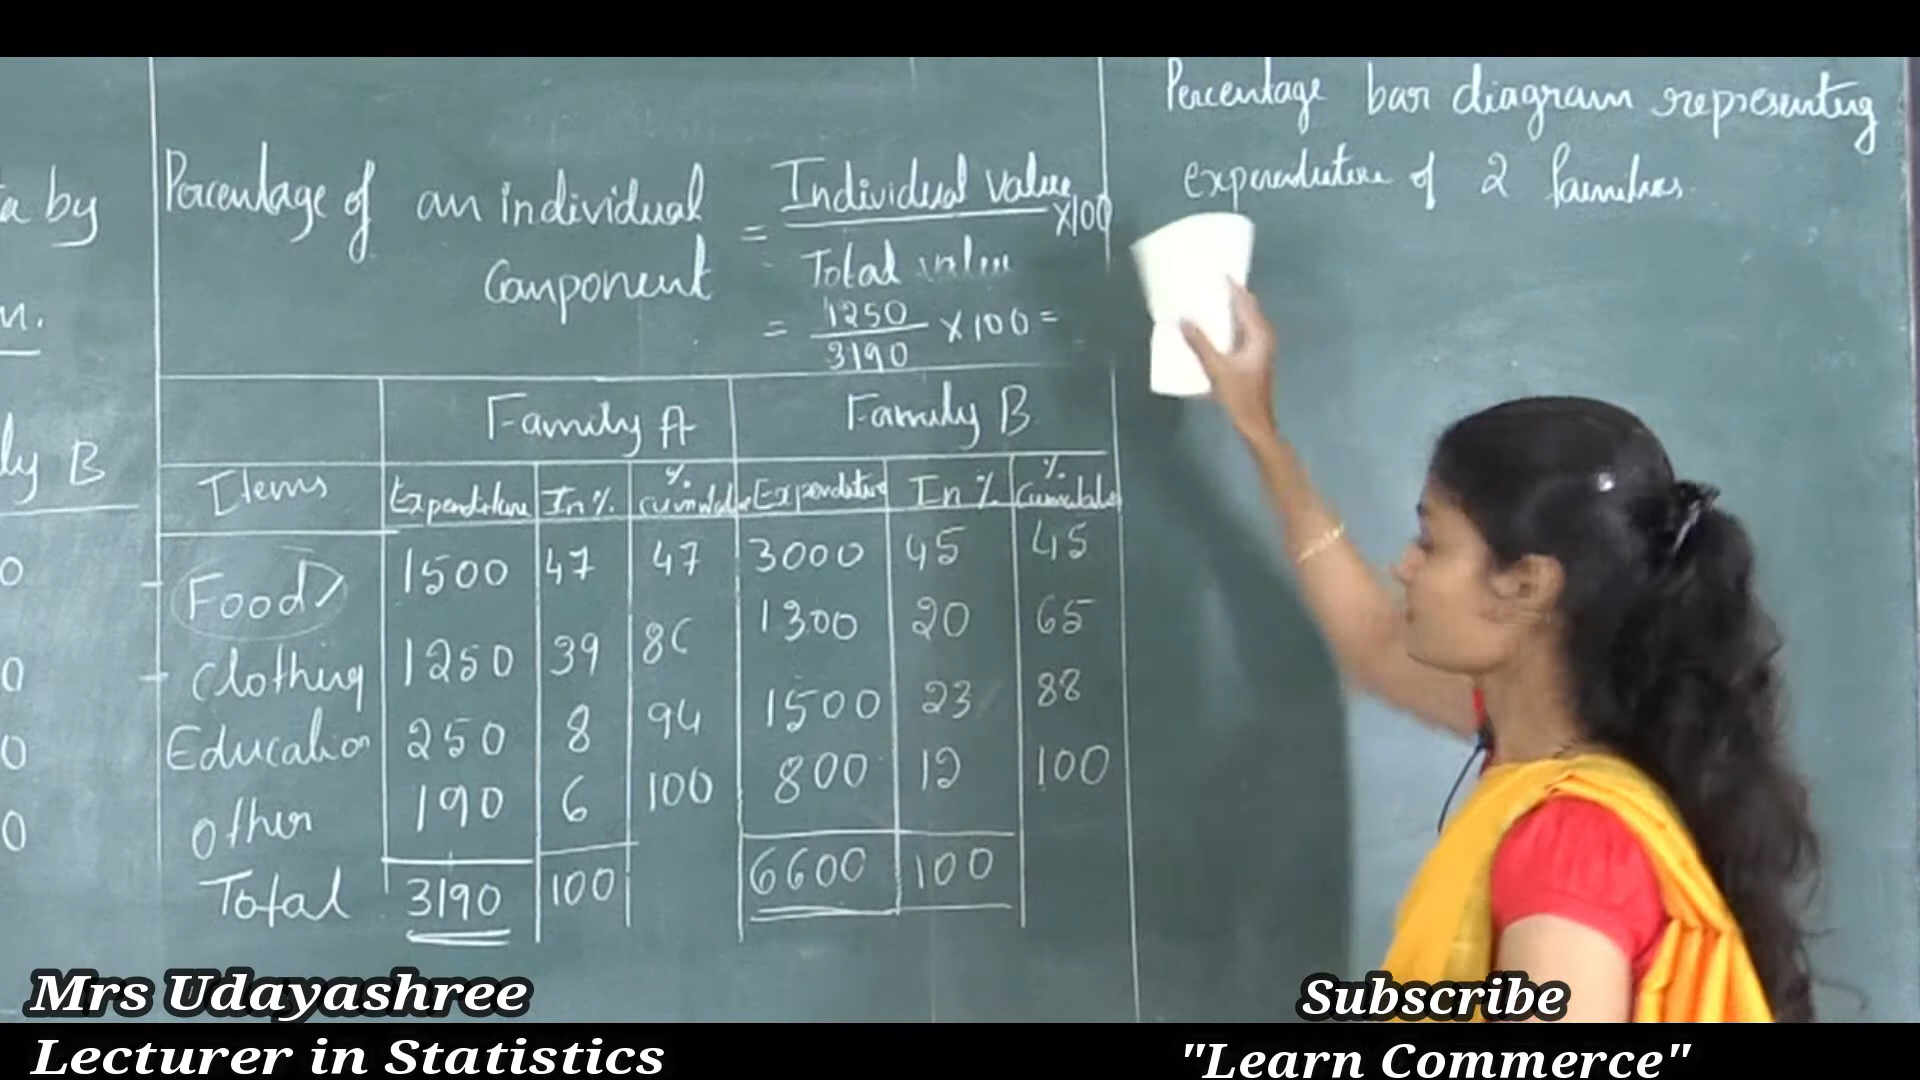 Percentage bar diagram representing
expenditure of 2 families.
a by
n.
ly B
0
0
0
0
Percentage of an individual Component = Individual value / Total value ×100
= 1250 / 3190 ×100 =
Family A Family B
Items Expenditure In % % cumulative Expenditure In % % cumulative
Food 1500 47 47 3000 45 45
Clothing 1250 39 86 1300 20 65
Education 250 8 94 1500 23 88
other 190 6 100 800 12 100
Total 3190 100 6600 100
Mrs Udayashree
Lecturer in Statistics
Subscribe
"Learn Commerce"